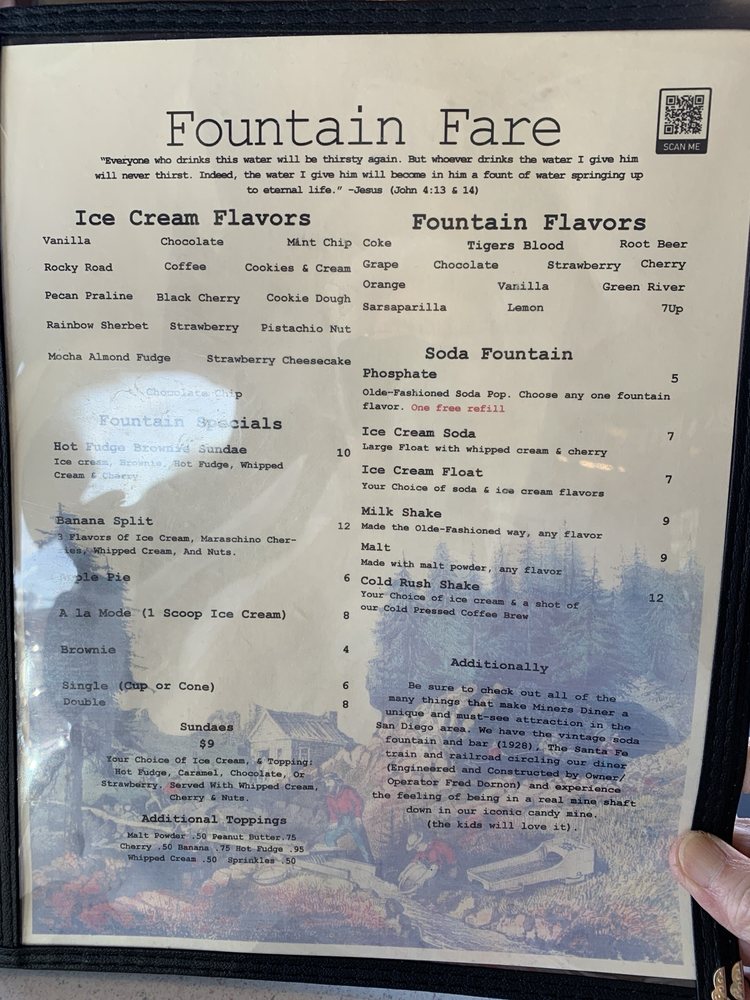 Fountain Fare
SCAN ME
"Everyone who drinks this water will be thirsty again. But whoever drinks the water I give him
will never thirst. Indeed, the water I give him will become in him a fount of water springing up
to eternal life." -Jesus (John 4:13 & 14)
Ice Cream Flavors
Vanilla Chocolate Mint Chip
Rocky Road Coffee Cookies & Cream
Pecan Praline Black Cherry Cookie Dough
Rainbow Sherbet Strawberry Pistachio Nut
Mocha Almond Fudge Strawberry Cheesecake
Chocolate Chip
Fountain Specials
Hot Fudge Brownie Sundae 10
Ice cream, Brownie, Hot Fudge, Whipped
Cream & Cherry
Banana Split 12
3 Flavors Of Ice Cream, Maraschino Cher-
ries, Whipped Cream, And Nuts.
Apple Pie 6
A la Mode (1 Scoop Ice Cream) 8
Brownie 4
Single (Cup or Cone) 6
Double 8
Sundaes
$9
Your Choice Of Ice Cream, & Topping:
Hot Fudge, Caramel, Chocolate, Or
Strawberry. Served With Whipped Cream,
Cherry & Nuts.
Additional Toppings
Malt Powder .50 Peanut Butter.75
Cherry .50 Banana .75 Hot Fudge .95
Whipped Cream .50 Sprinkles .50
Fountain Flavors
Coke Tigers Blood Root Beer
Grape Chocolate Strawberry Cherry
Orange Vanilla Green River
Sarsaparilla Lemon 7Up
Soda Fountain
Phosphate 5
Olde-Fashioned Soda Pop. Choose any one fountain
flavor. One free refill
Ice Cream Soda 7
Large Float with whipped cream & cherry
Ice Cream Float 7
Your Choice of soda & ice cream flavors
Milk Shake 9
Made the Olde-Fashioned way, any flavor
Malt 9
Made with malt powder, any flavor
Cold Rush Shake 12
Your Choice of ice cream & a shot of
our Cold Pressed Coffee Brew
Additionally
Be sure to check out all of the
many things that make Miners Diner a
unique and must-see attraction in the
San Diego area. We have the vintage soda
fountain and bar (1928), The Santa Fe
train and railroad circling our diner
(Engineered and Constructed by Owner/
Operator Fred Dornon) and experience
the feeling of being in a real mine shaft
down in our iconic candy mine.
(the kids will love it).